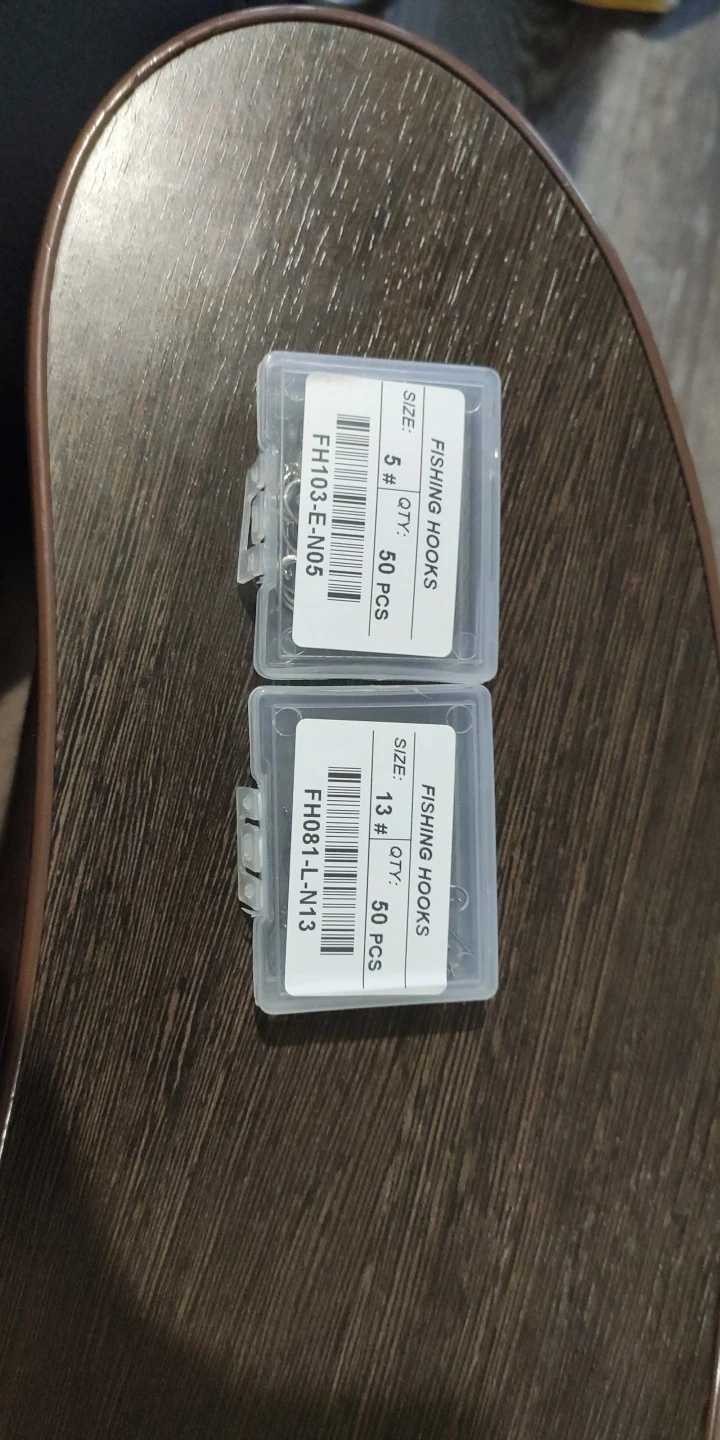 FISHING HOOKS
SIZE: 5 # QTY: 50 PCS
FH103-E-N05
FISHING HOOKS
SIZE: 13 # QTY: 50 PCS
FH081-L-N13